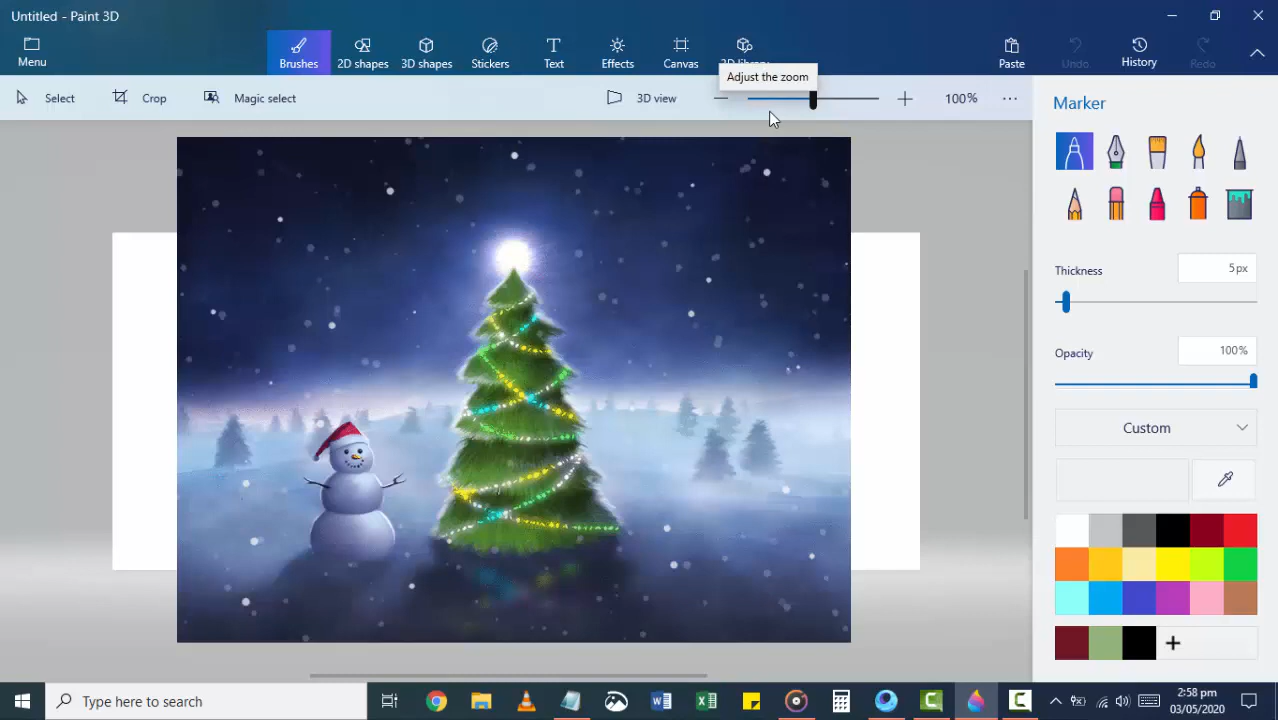 Untitled - Paint 3D
Menu
Brushes
2D shapes
3D shapes
Stickers
Text
Effects
Canvas
3D library
Paste
Undo
History
Redo
Adjust the zoom
Select
Crop
Magic select
3D view
100%
Marker
Thickness
5px
Opacity
100%
Custom
Type here to search
2:58 pm
03/05/2020